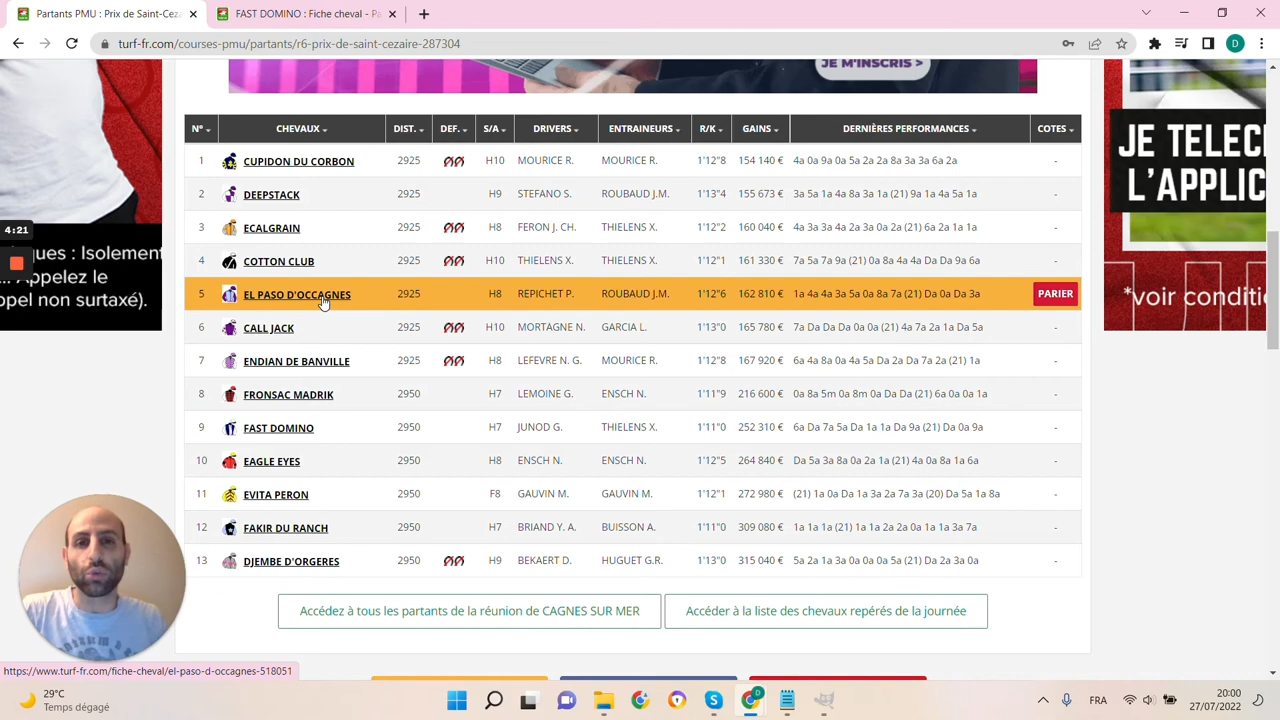 Partants PMU : Prix de Saint-Ceza
FAST DOMINO : Fiche cheval - Pa
turf-fr.com/courses-pmu/partants/r6-prix-de-saint-cezaire-287304
D
JE M'INSCRIS >
N° CHEVAUX DIST. DEF. S/A DRIVERS ENTRAINEURS R/K GAINS DERNIÈRES PERFORMANCES COTES
1 CUPIDON DU CORBON 2925 H10 MOURICE R. MOURICE R. 1'12"8 154 140 € 4a 0a 9a 0a 5a 2a 2a 8a 3a 3a 6a 2a -
2 DEEPSTACK 2925 H9 STEFANO S. ROUBAUD J.M. 1'13"4 155 673 € 3a 5a 1a 4a 8a 3a 1a (21) 9a 1a 4a 5a 1a -
3 ECALGRAIN 2925 H8 FERON J. CH. THIELENS X. 1'12"2 160 040 € 4a 0a 4a 3a 0a 2a 0a (21) 6a 2a 1a 1a -
4 COTTON CLUB 2925 H10 THIELENS X. THIELENS X. 1'12"1 161 330 € 7a 5a 7a 9a (21) 0a 8a 4a 4a Da Da 9a 6a -
5 EL PASO D'OCCAGNES 2925 H8 REPICHET P. ROUBAUD J.M. 1'12"6 162 810 € 1a 4a 4a 3a 5a 0a 8a 7a (21) Da 0a Da 3a PARIER
6 CALL JACK 2925 H10 MORTAGNE N. GARCIA L. 1'13"0 165 780 € 7a Da Da Da 0a 0a (21) 4a 7a 2a 1a Da 5a -
7 ENDIAN DE BANVILLE 2925 H8 LEFEVRE N. G. MOURICE R. 1'12"8 167 920 € 6a 4a 8a 0a 4a 5a Da 2a Da 7a 2a (21) 1a -
8 FRONSAC MADRIK 2950 H7 LEMOINE G. ENSCH N. 1'11"9 216 600 € 0a 8a 5m 0a 8m 0a Da Da (21) 6a 0a 0a 1a -
9 FAST DOMINO 2950 H7 JUNOD G. THIELENS X. 1'11"0 252 310 € 6a Da 7a 5a Da 1a 1a Da 9a (21) Da 0a 9a -
10 EAGLE EYES 2950 H8 ENSCH N. ENSCH N. 1'12"5 264 840 € Da 5a 3a 8a 0a 2a 1a (21) 4a 0a 8a 1a 6a -
11 EVITA PERON 2950 F8 GAUVIN M. GAUVIN M. 1'12"1 272 980 € (21) 1a 0a Da 1a 3a 2a 7a 3a (20) Da 5a 1a 8a -
12 FAKIR DU RANCH 2950 H7 BRIAND Y. A. BUISSON A. 1'11"0 309 080 € 1a 1a 1a (21) 1a 1a 2a 2a 0a 1a 1a 3a 7a -
13 DJEMBE D'ORGERES 2950 H9 BEKAERT D. HUGUET G.R. 1'13"0 315 040 € 5a 2a 1a 3a 0a 0a 0a 5a (21) Da 2a 3a 0a -
Accédez à tous les partants de la réunion de CAGNES SUR MER
Accéder à la liste des chevaux repérés de la journée
4:21
ques : Isolement
. Appelez le
opel non surtaxé).
JE TELEC
L'APPLIC
*voir conditi
https://www.turf-fr.com/fiche-cheval/el-paso-d-occagnes-518051
29°C
Temps dégagé
FRA
20:00
27/07/2022